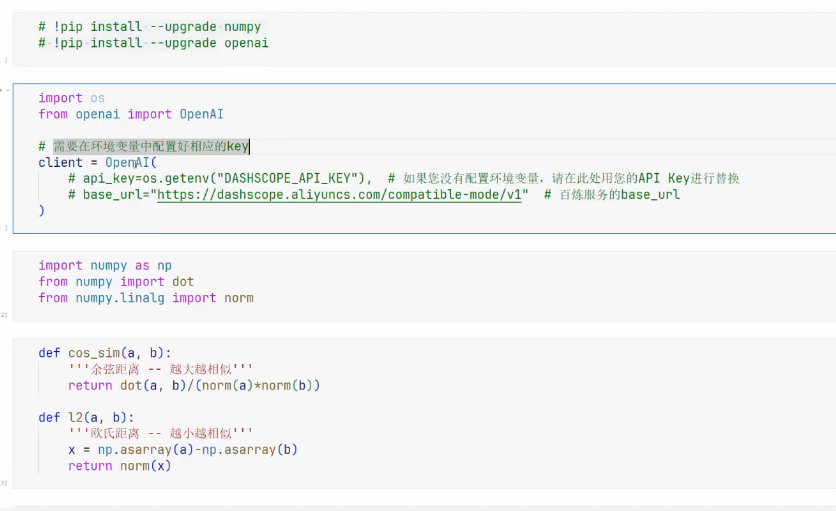 # !pip install --upgrade numpy
# !pip install --upgrade openai
import os
from openai import OpenAI
# 需要在环境变量中配置好相应的key
client = OpenAI(
# api_key=os.getenv("DASHSCOPE_API_KEY"), # 如果您没有配置环境变量，请在此处用您的API Key进行替换
# base_url="https://dashscope.aliyuncs.com/compatible-mode/v1" # 百炼服务的base_url
)
import numpy as np
from numpy import dot
from numpy.linalg import norm
[2]
def cos_sim(a, b):
'''余弦距离 -- 越大越相似'''
return dot(a, b)/(norm(a)*norm(b))
def l2(a, b):
'''欧氏距离 -- 越小越相似'''
x = np.asarray(a)-np.asarray(b)
return norm(x)